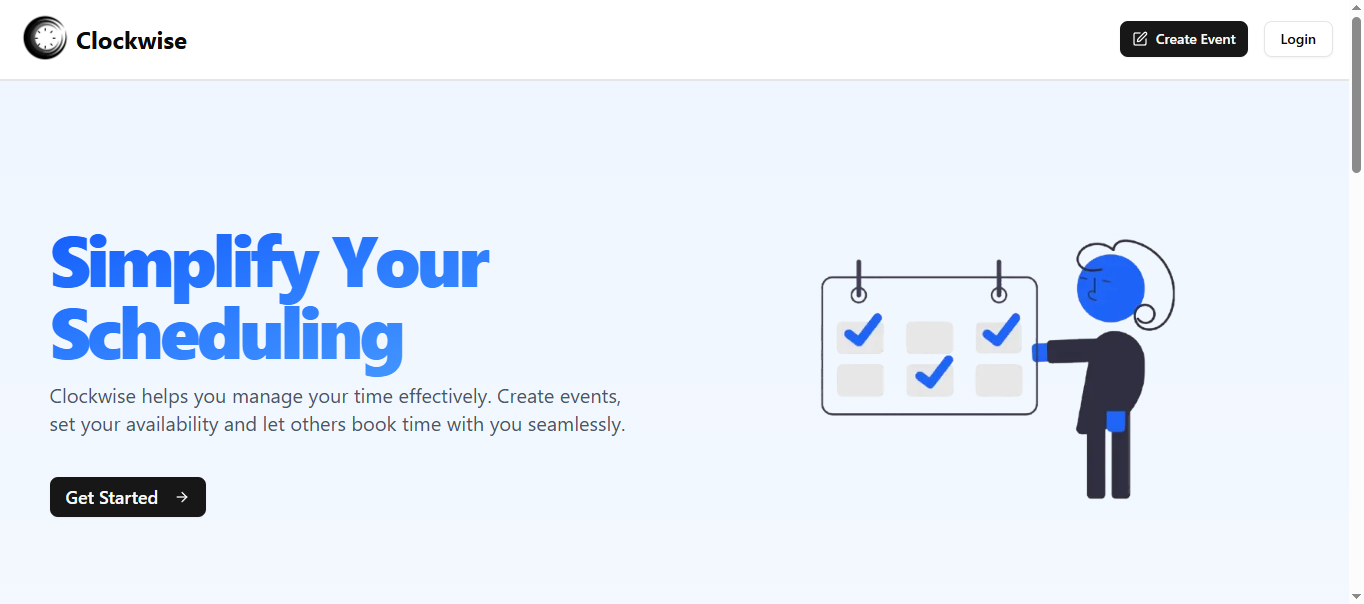 Clockwise
Create Event
Login
Simplify Your
Scheduling
Clockwise helps you manage your time effectively. Create events,
set your availability and let others book time with you seamlessly.
Get Started